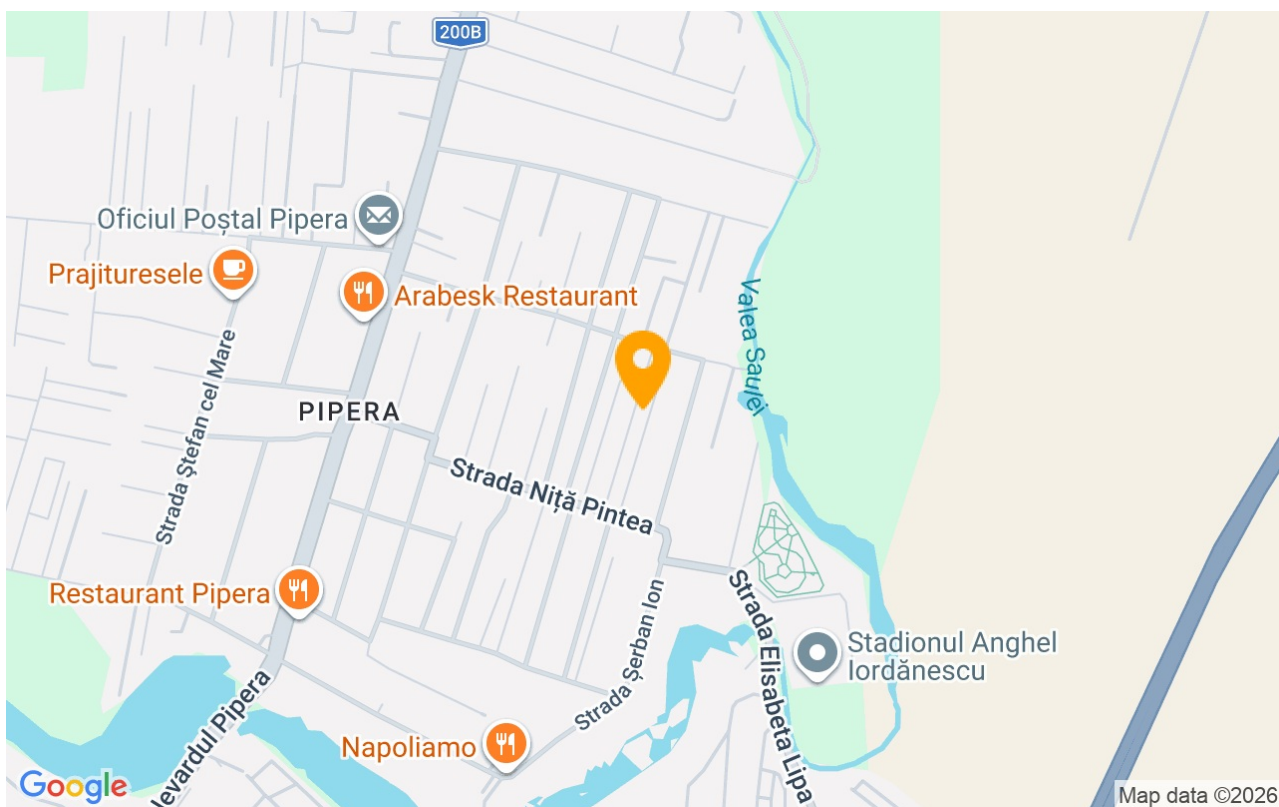 200B
Oficiul Poștal Pipera
Prajituresele
Arabesk Restaurant
Valea Saulei
Strada Ștefan cel Mare
PIPERA
Strada Niță Pintea
Restaurant Pipera
Strada Șerban Ion
Strada Elisabeta Lipa
Stadionul Anghel
Iordănescu
levardul Pipera
Napoliamo
Google
Map data ©2026